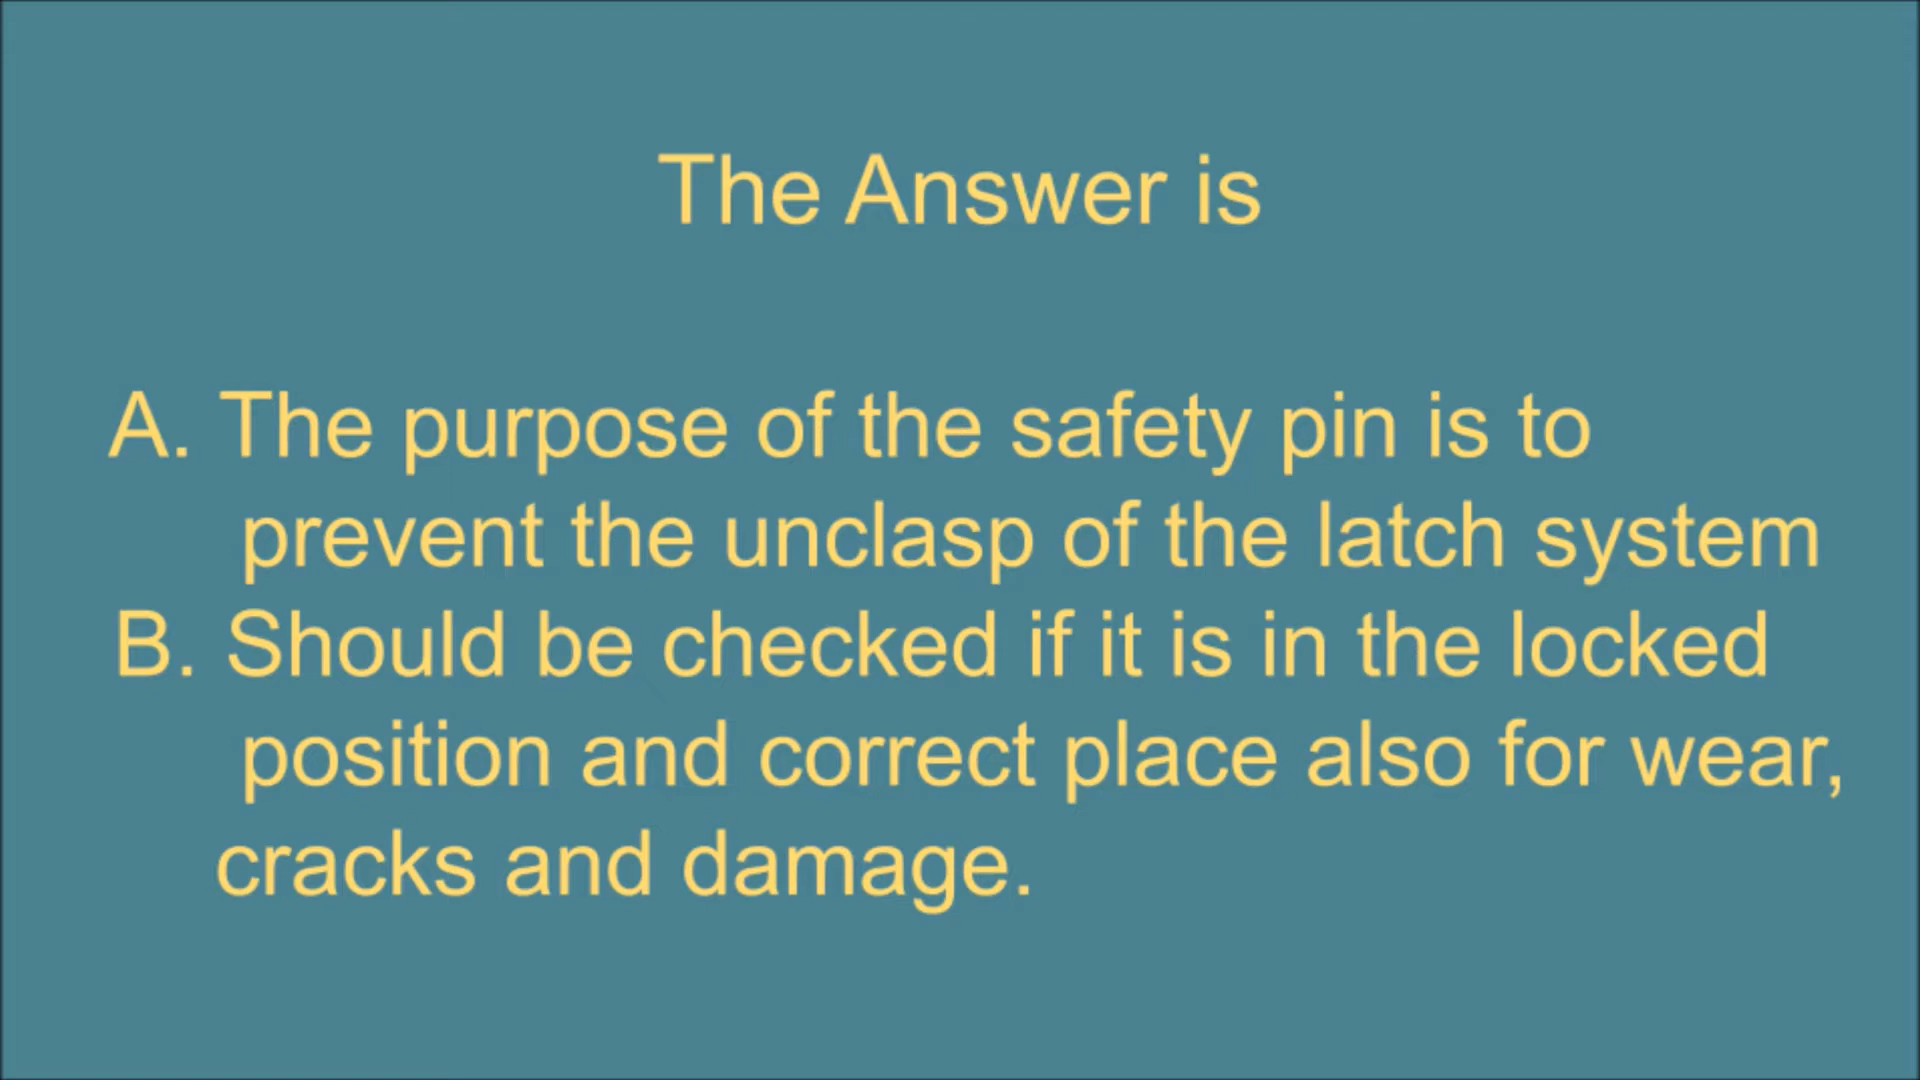 The Answer is
A. The purpose of the safety pin is to
prevent the unclasp of the latch system
B. Should be checked if it is in the locked
position and correct place also for wear,
cracks and damage.